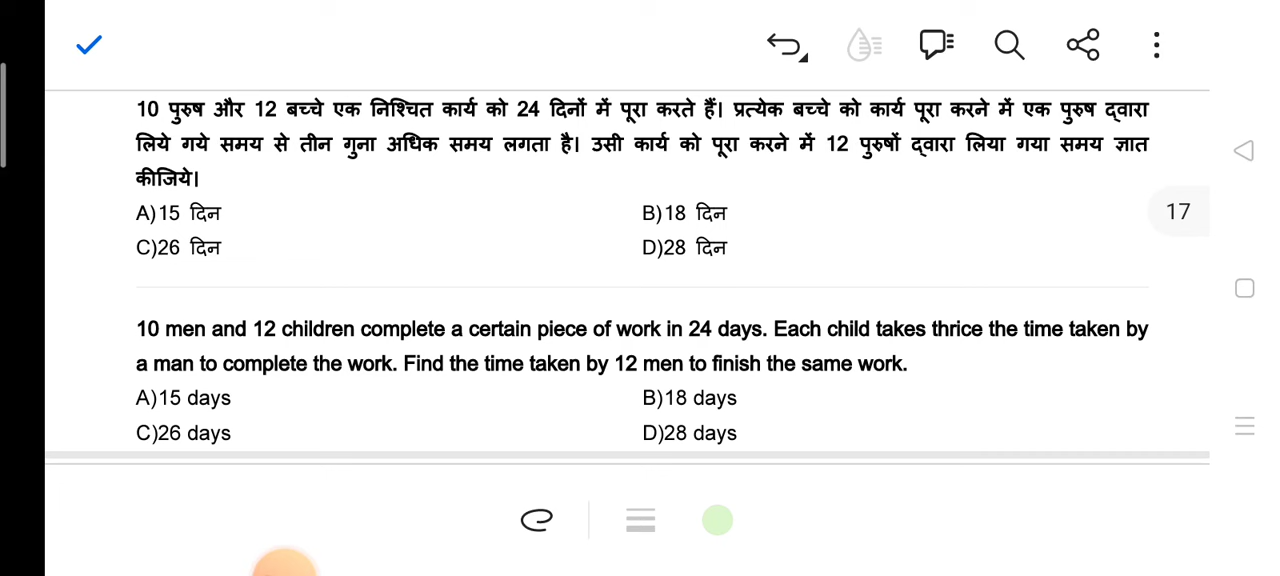 10 पुरुष और 12 बच्चे एक निश्चित कार्य को 24 दिनों में पूरा करते हैं। प्रत्येक बच्चे को कार्य पूरा करने में एक पुरुष द्वारा
लिये गये समय से तीन गुना अधिक समय लगता है। उसी कार्य को पूरा करने में 12 पुरुषों द्वारा लिया गया समय ज्ञात
कीजिये।
A)15 दिन B)18 दिन
17
C)26 दिन D)28 दिन
10 men and 12 children complete a certain piece of work in 24 days. Each child takes thrice the time taken by
a man to complete the work. Find the time taken by 12 men to finish the same work.
A)15 days B)18 days
C)26 days D)28 days